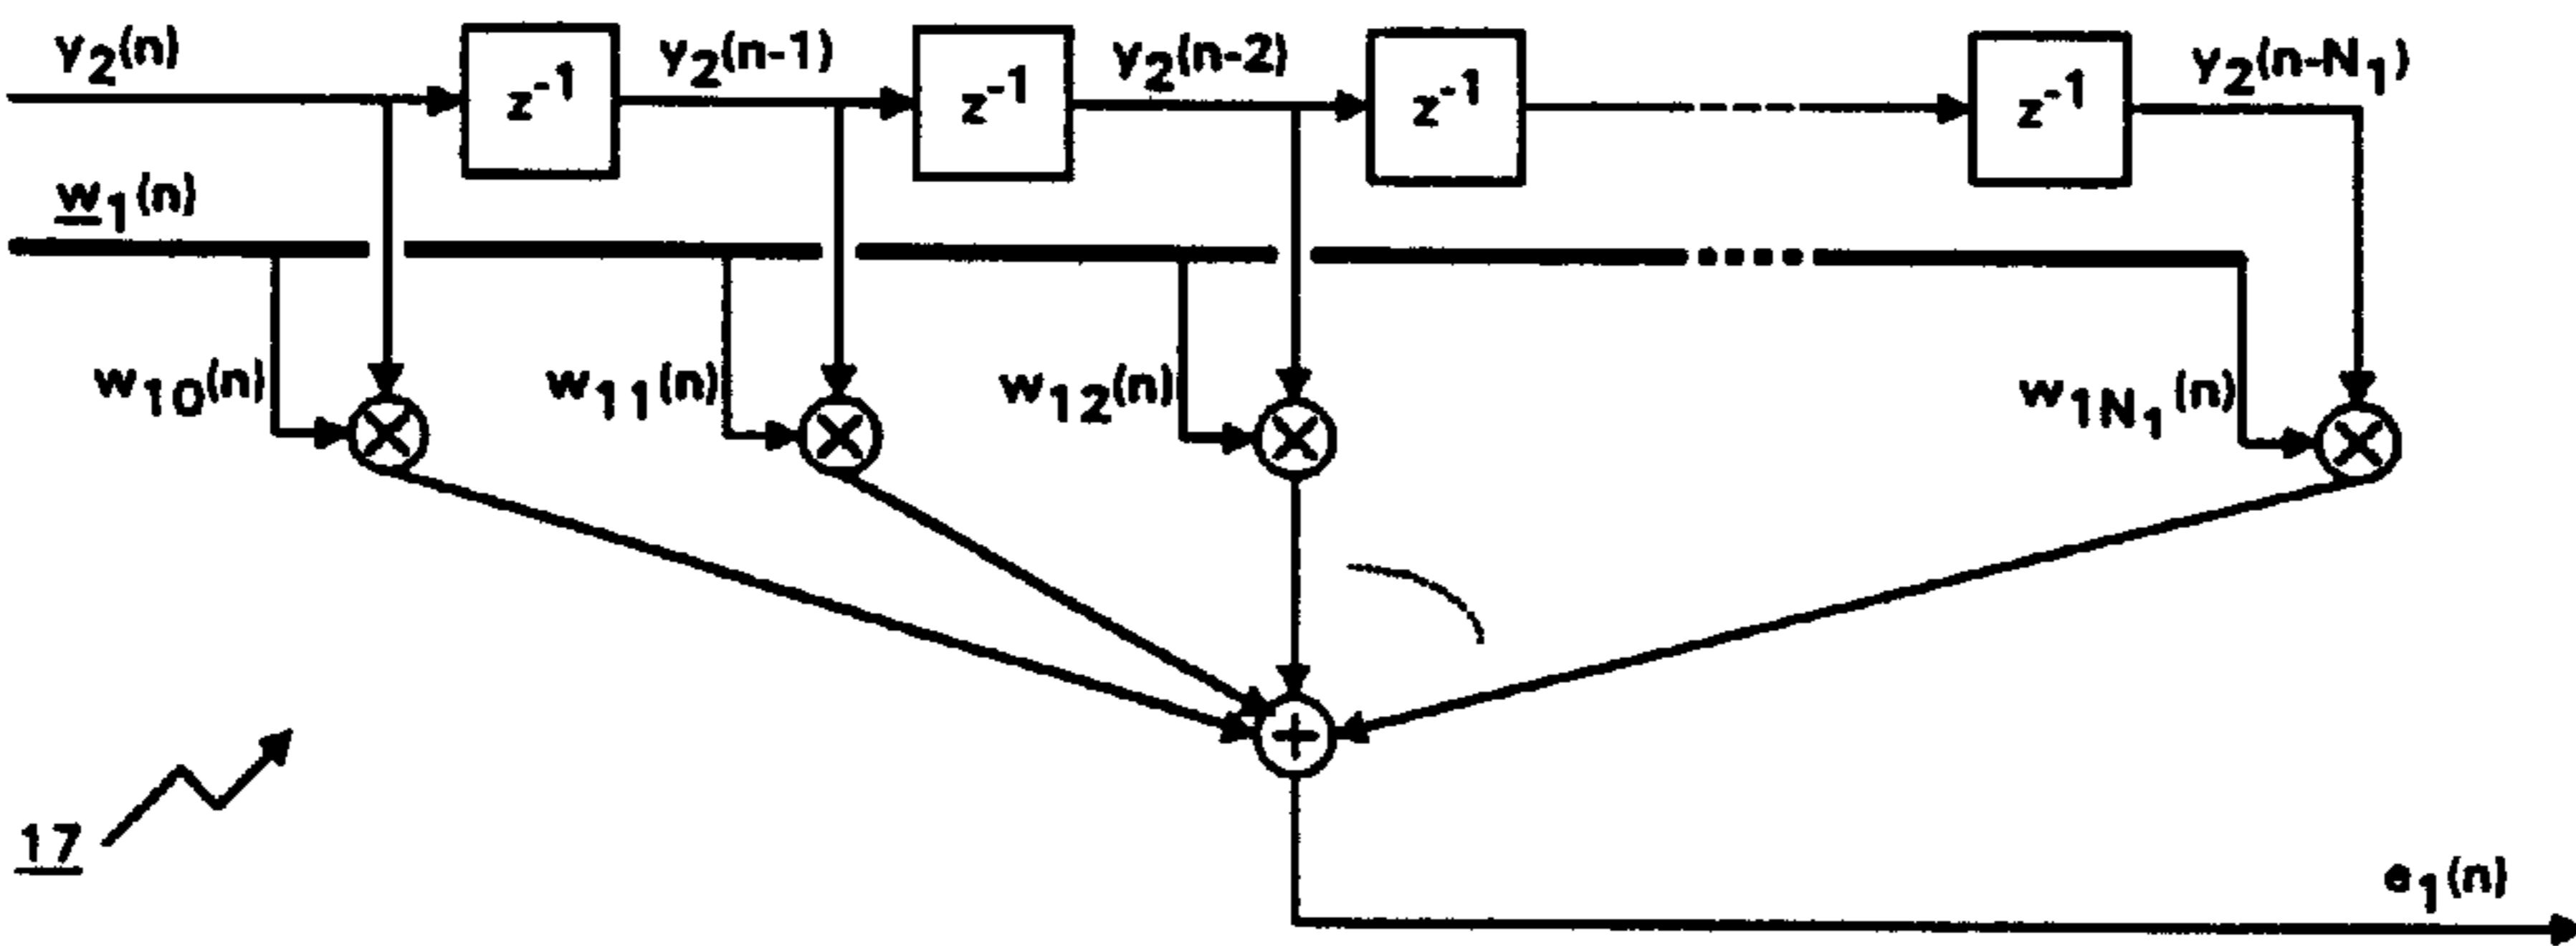 y₂(n) y₂(n-1) y₂(n-2) y₂(n-N₁)
z⁻¹ z⁻¹ z⁻¹ z⁻¹
w₁(n)
w₁₀(n) w₁₁(n) w₁₂(n) w₁N₁(n)
17
e₁(n)